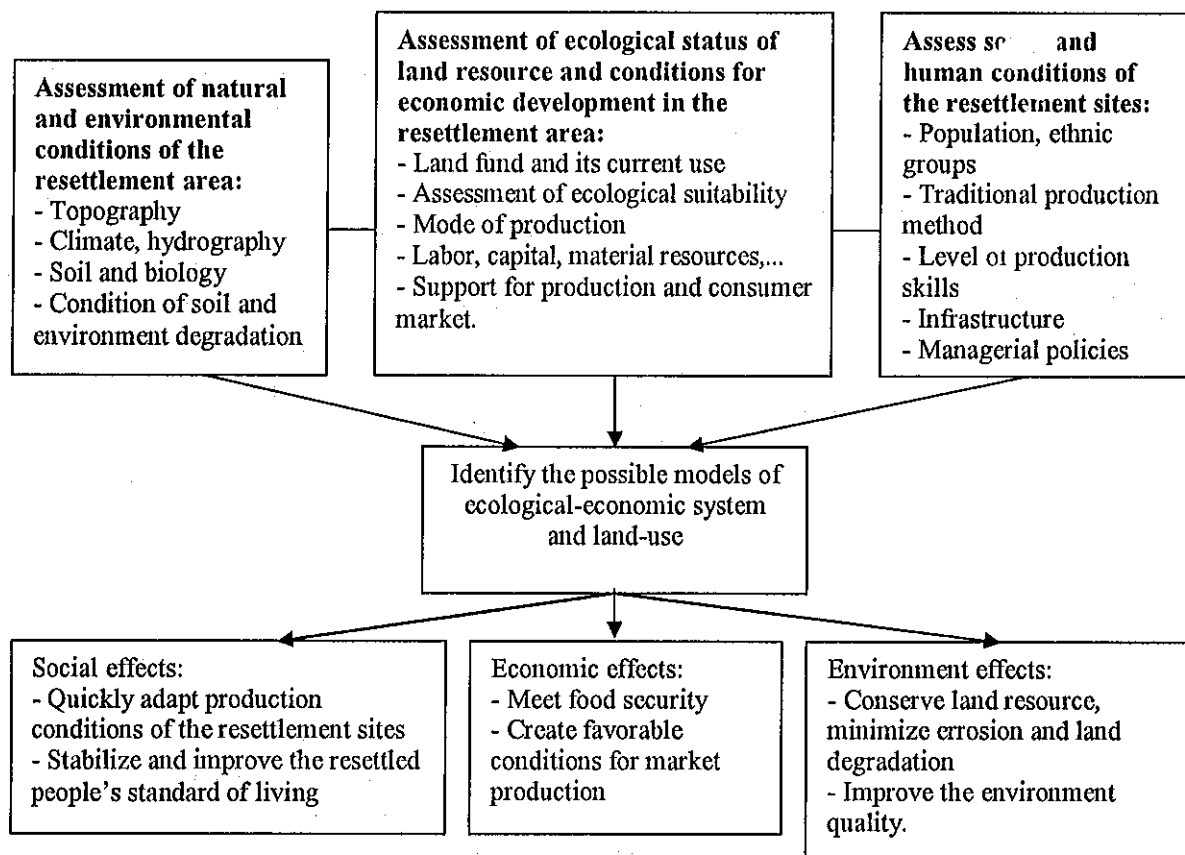 Assessment of natural
and environmental
conditions of the
resettlement area:
- Topography
- Climate, hydrography
- Soil and biology
- Condition of soil and
environment degradation
Assessment of ecological status of
land resource and conditions for
economic development in the
resettlement area:
- Land fund and its current use
- Assessment of ecological suitability
- Mode of production
- Labor, capital, material resources,...
- Support for production and consumer
market.
Assess and
human conditions of
the resettlement sites:
- Population, ethnic
groups
- Traditional production
method
- Level of production
skills
- Infrastructure
- Managerial policies
Identify the possible models of
ecological-economic system
and land-use
Social effects:
- Quickly adapt production
conditions of the resettlement sites
- Stabilize and improve the resettled
people's standard of living
Economic effects:
- Meet food security
- Create favorable
conditions for market
production
Environment effects:
- Conserve land resource,
minimize errosion and land
degradation
- Improve the environment
quality.